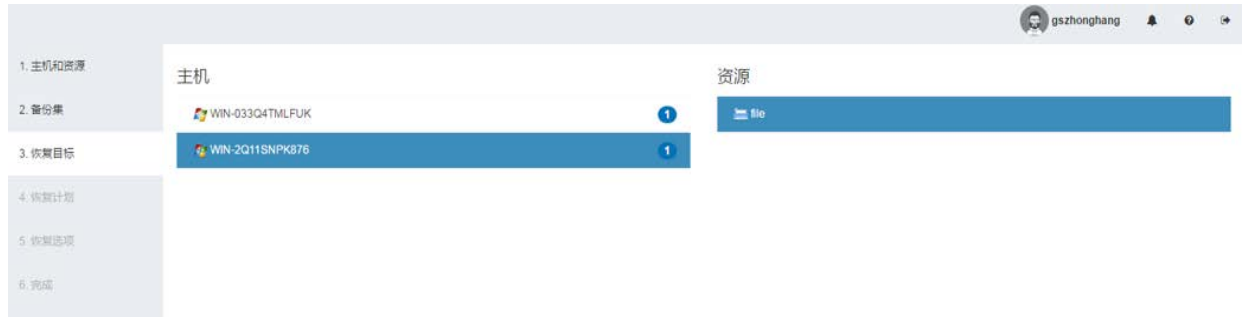 gszhonghang
1. 主机和资源
2. 备份集
3. 恢复目标
4. 恢复计划
5. 恢复选项
6. 完成
主机
WIN-033Q4TMLFUK 1
WIN-2Q11SNPK876 1
资源
file